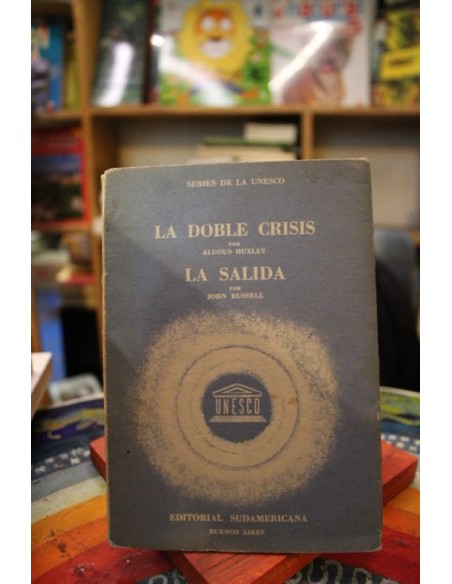 SERIES DE LA UNESCO
LA DOBLE CRISIS
POR
ALDOUS HUXLEY
LA SALIDA
POR
JOHN RUSSELL
UNESCO
EDITORIAL SUDAMERICANA
BUENOS AIRES